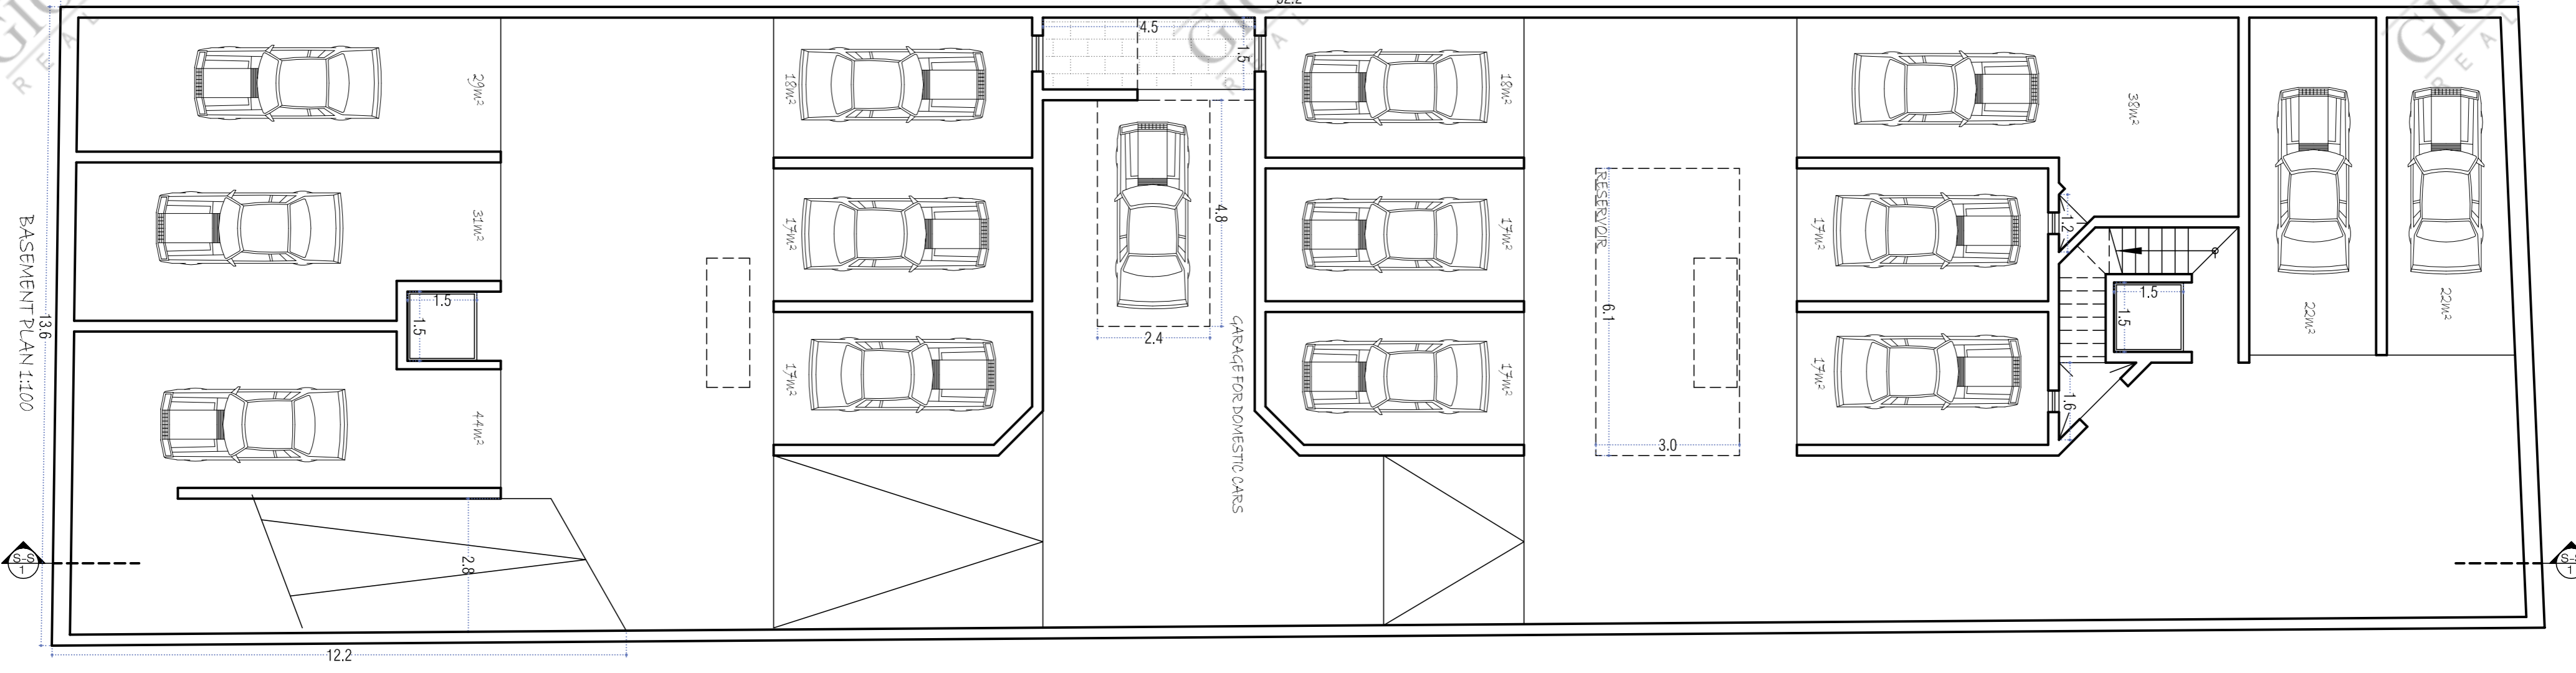 4.5
1.5
29m²
18m²
18m²
38m²
31m²
17m²
17m²
17m²
RESERVOIR
1.2
4.8
6.1
2.4
1.5
1.5
1.5
1.5
22m²
22m²
BASEMENT PLAN 1:100
13.6
GARAGE FOR DOMESTIC CARS
44m²
17m²
17m²
17m²
1.6
3.0
2.8
S-S
1
S-S
1
12.2